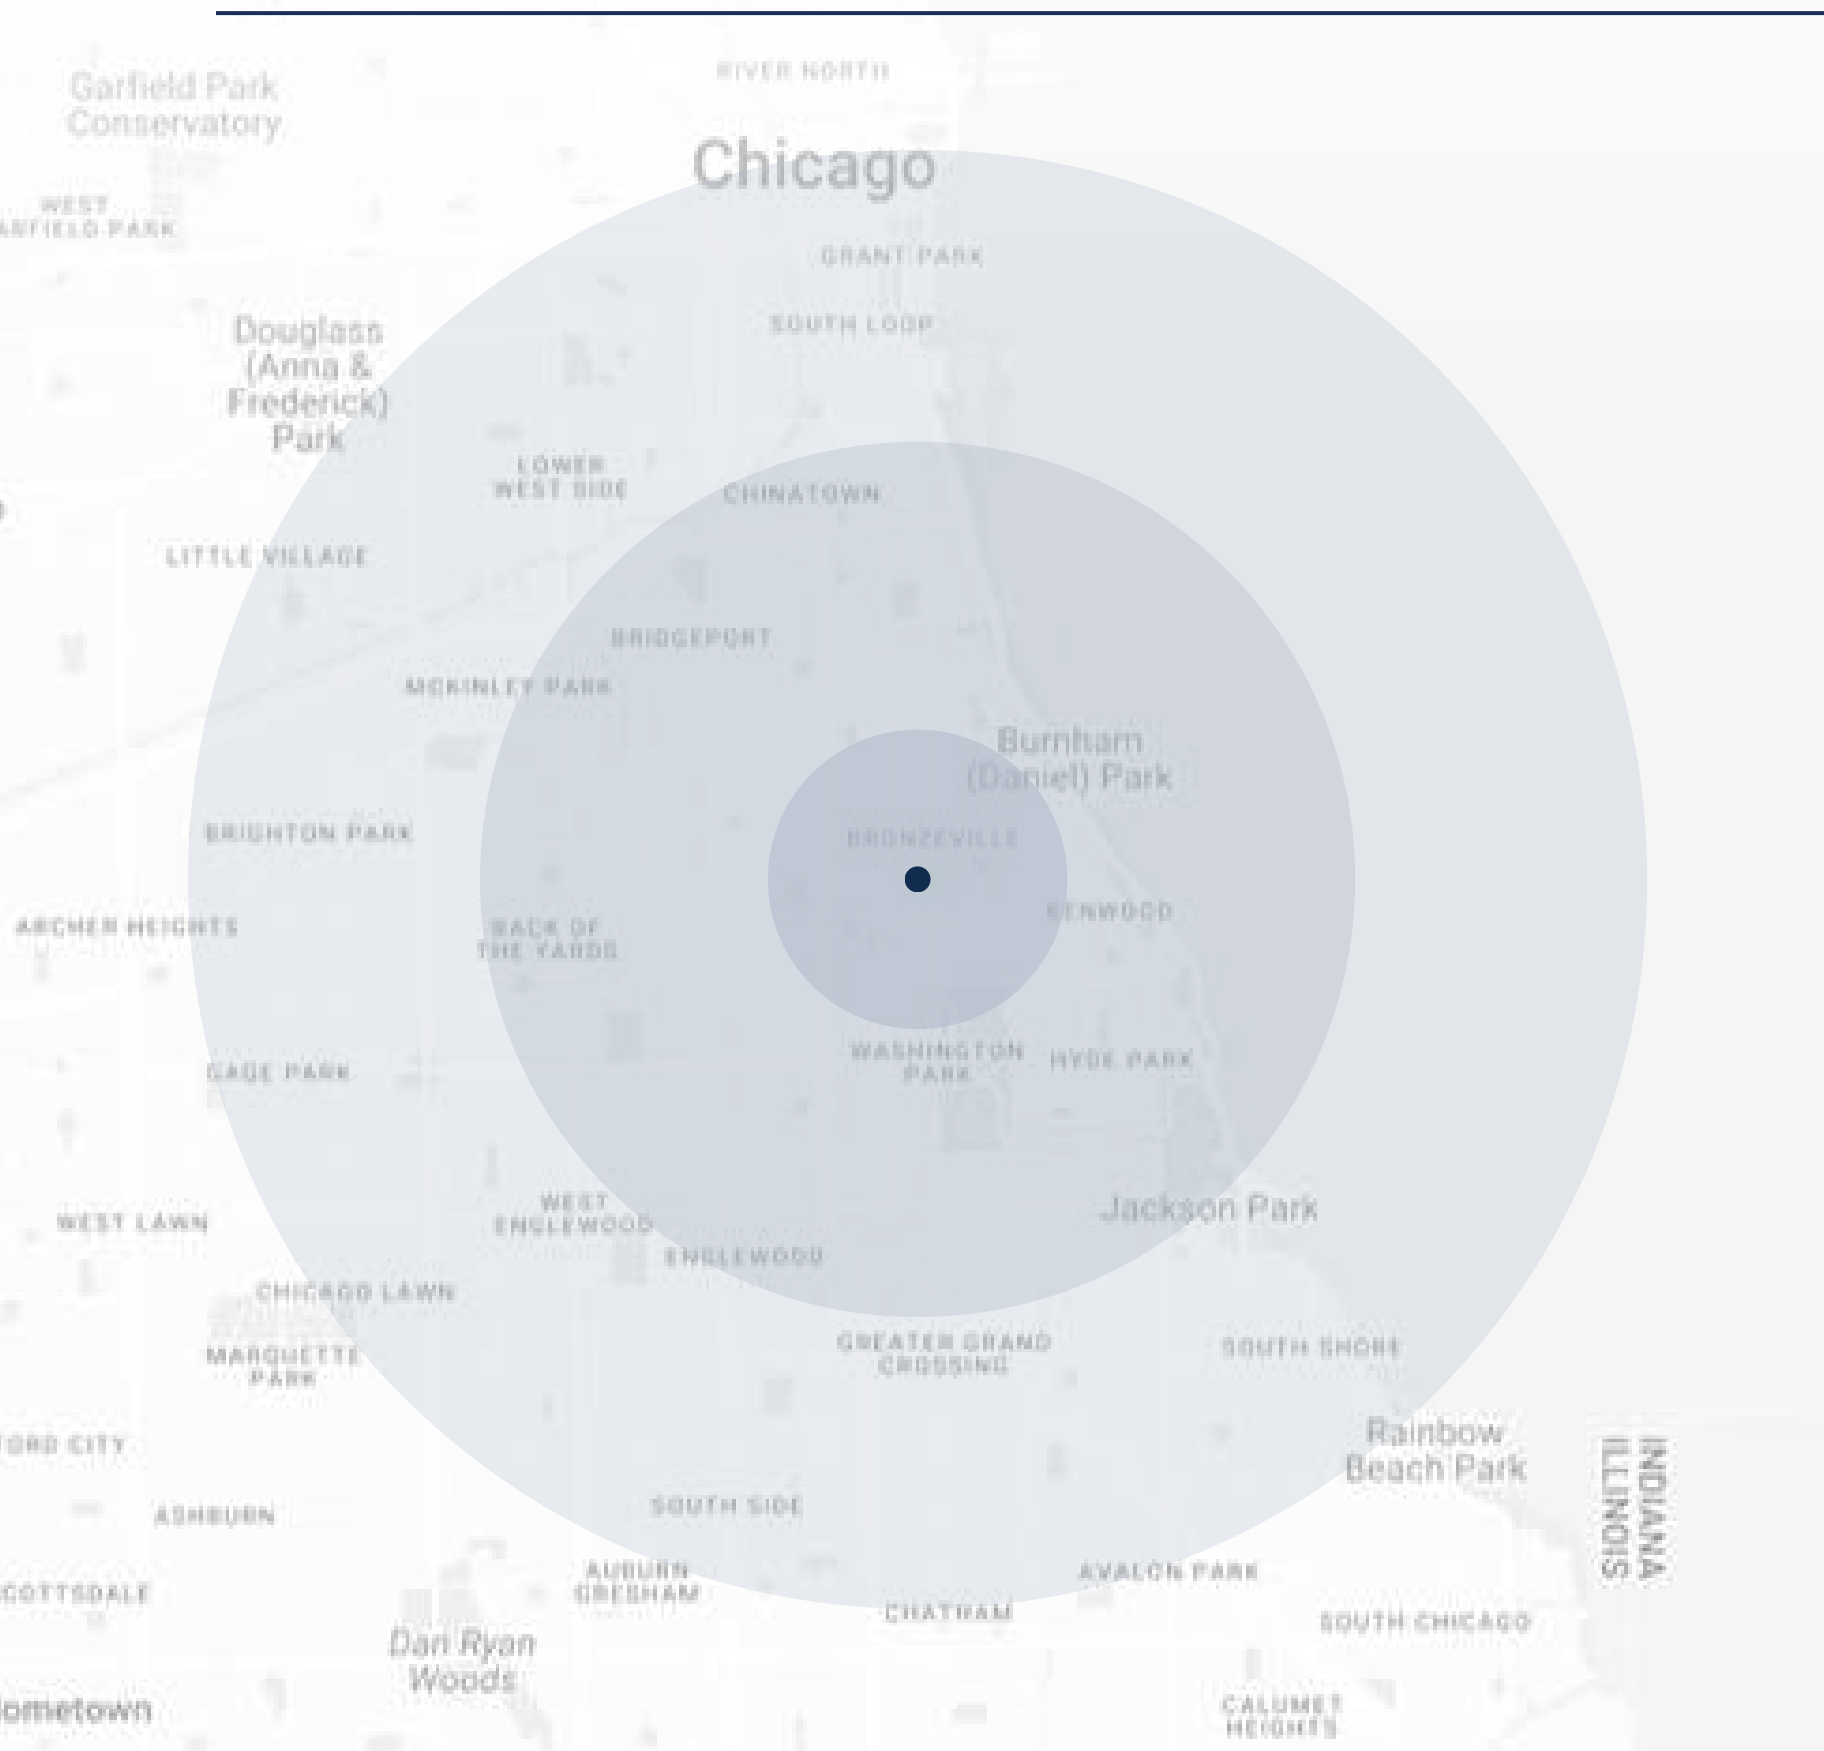 RIVER NORTH
Garfield Park
Conservatory
Chicago
WEST
ARFIELD PARK
GRANT PARK
SOUTH LOOP
Douglass
(Anna &
Frederick)
Park
LOWER
WEST SIDE
CHINATOWN
LITTLE VILLAGE
BRIDGEPORT
MCKINLEY PARK
Burnham
(Daniel) Park
BRIGHTON PARK
BRONZEVILLE
KENWOOD
ARCHER HEIGHTS
BACK OF
THE YARDS
WASHINGTON
PARK
HYDE PARK
GAGE PARK
WEST
ENGLEWOOD
Jackson Park
WEST LAWN
ENGLEWOOD
CHICAGO LAWN
GREATER GRAND
CROSSING
SOUTH SHORE
MARQUETTE
PARK
Rainbow
Beach Park
FORD CITY
INDIANA
ILLINOIS
SOUTH SIDE
ASHBURN
AUBURN
GRESHAM
AVALON PARK
COTTSDALE
CHATHAM
SOUTH CHICAGO
Dan Ryan
Woods
ometown
CALUMET
HEIGHTS